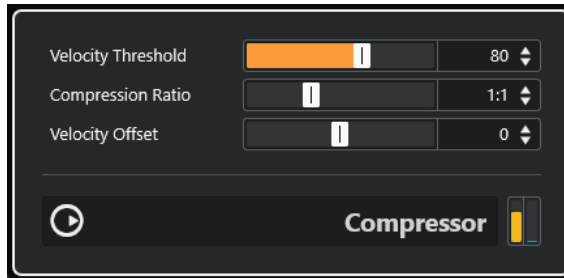 Velocity Threshold 80
Compression Ratio 1:1
Velocity Offset 0
Compressor